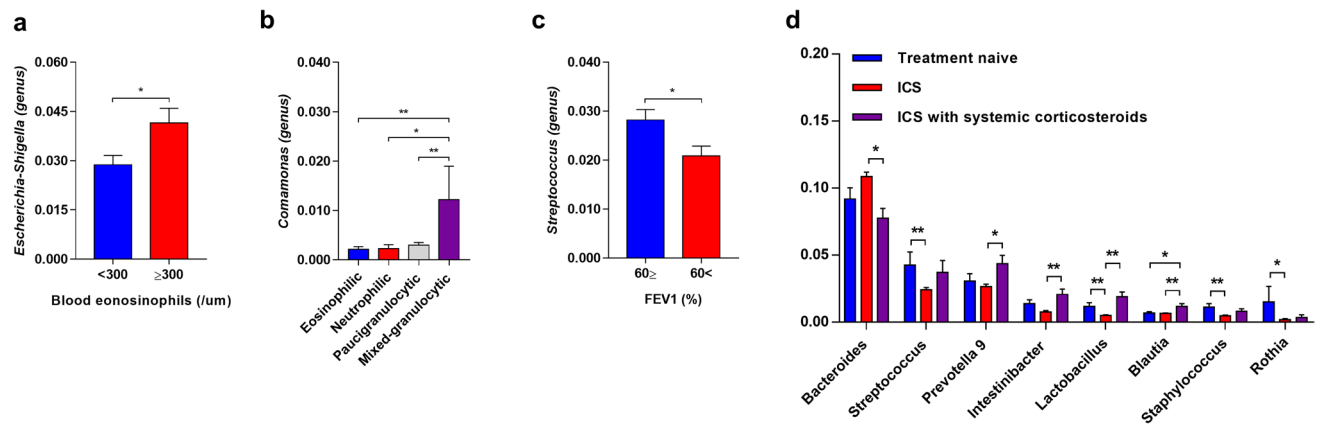 a
Escherichia-Shigella (genus)
0.060
0.045
0.030
0.015
0.000
*
<300
≥300
Blood eonosinophils (/um)
b
Comamonas (genus)
0.040
0.030
0.020
0.010
0.000
**
*
**
Eosinophilic
Neutrophilic
Paucigranulocytic
Mixed-granulocytic
c
Streptococcus (genus)
0.040
0.030
0.020
0.010
0.000
*
60≥
60<
FEV1 (%)
d
0.20
0.15
0.10
0.05
0.00
Treatment naive
ICS
ICS with systemic corticosteroids
*
**
*
**
**
**
*
**
**
*
Bacteroides
Streptococcus
Prevotella 9
Intestinibacter
Lactobacillus
Blautia
Staphylococcus
Rothia